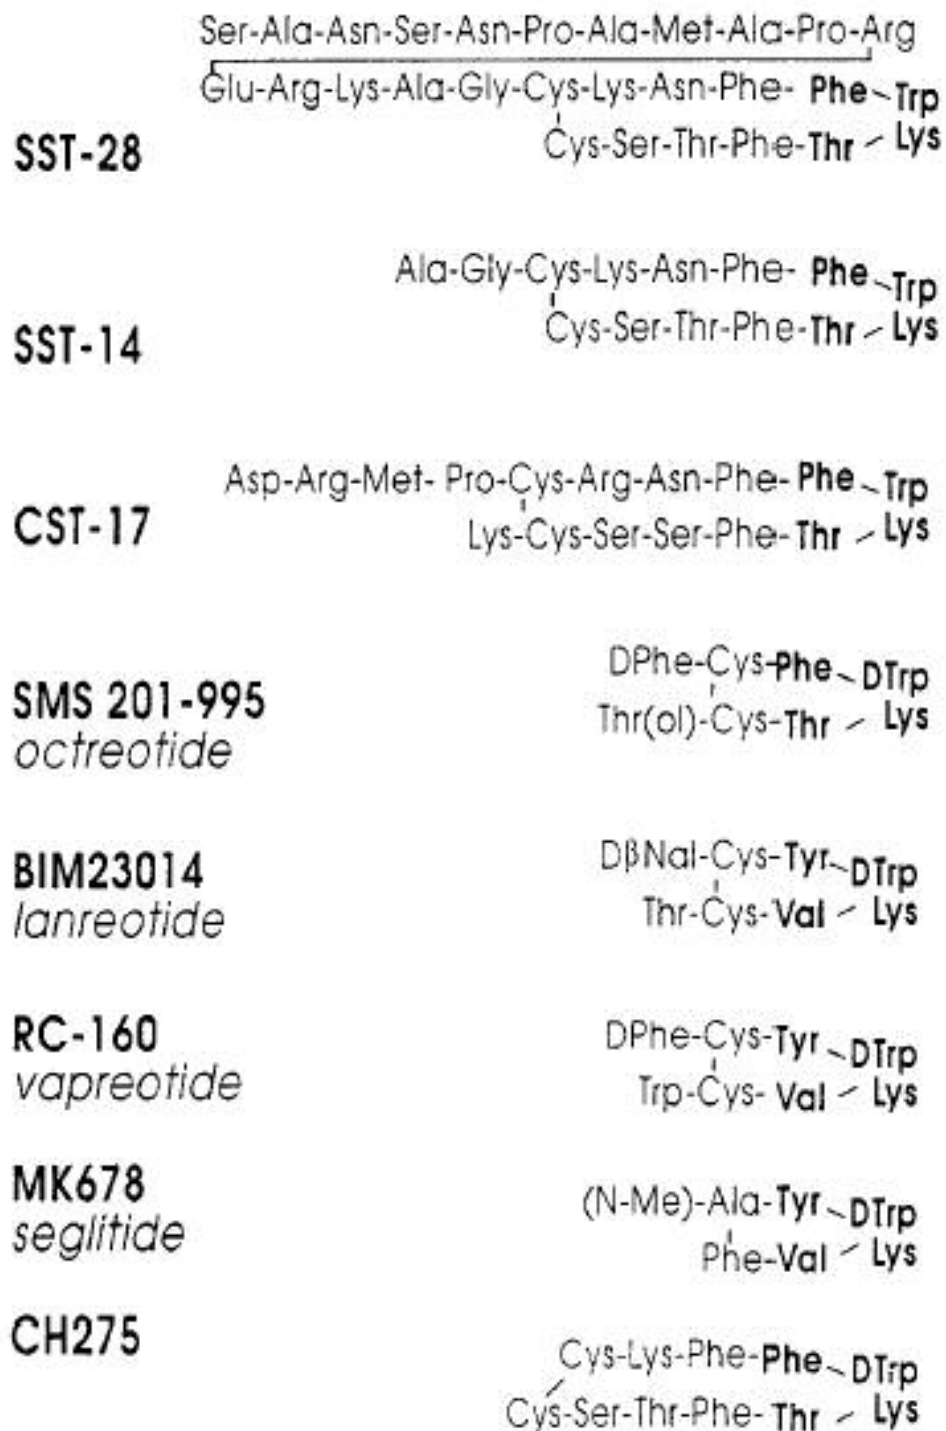 Ser-Ala-Asn-Ser-Asn-Pro-Ala-Met-Ala-Pro-Arg
Glu-Arg-Lys-Ala-Gly-Cys-Lys-Asn-Phe- Phe-Trp
Cys-Ser-Thr-Phe-Thr-Lys
SST-28
Ala-Gly-Cys-Lys-Asn-Phe- Phe-Trp
Cys-Ser-Thr-Phe-Thr-Lys
SST-14
Asp-Arg-Met- Pro-Cys-Arg-Asn-Phe-Phe-Trp
Lys-Cys-Ser-Ser-Phe-Thr-Lys
CST-17
DPhe-Cys-Phe-DTrp
Thr(ol)-Cys-Thr-Lys
SMS 201-995
octreotide
DβNal-Cys-Tyr-DTrp
Thr-Cys-Val-Lys
BIM23014
lanreotide
DPhe-Cys-Tyr-DTrp
Trp-Cys- Val-Lys
RC-160
vapreotide
(N-Me)-Ala-Tyr-DTrp
Phe-Val-Lys
MK678
seglitide
CH275
Cys-Lys-Phe-Phe-DTrp
Cys-Ser-Thr-Phe-Thr-Lys